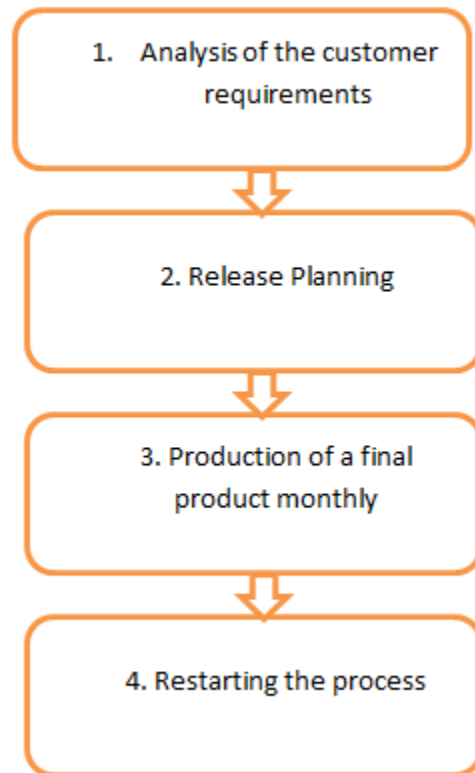 1. Analysis of the customer
requirements
2. Release Planning
3. Production of a final
product monthly
4. Restarting the process